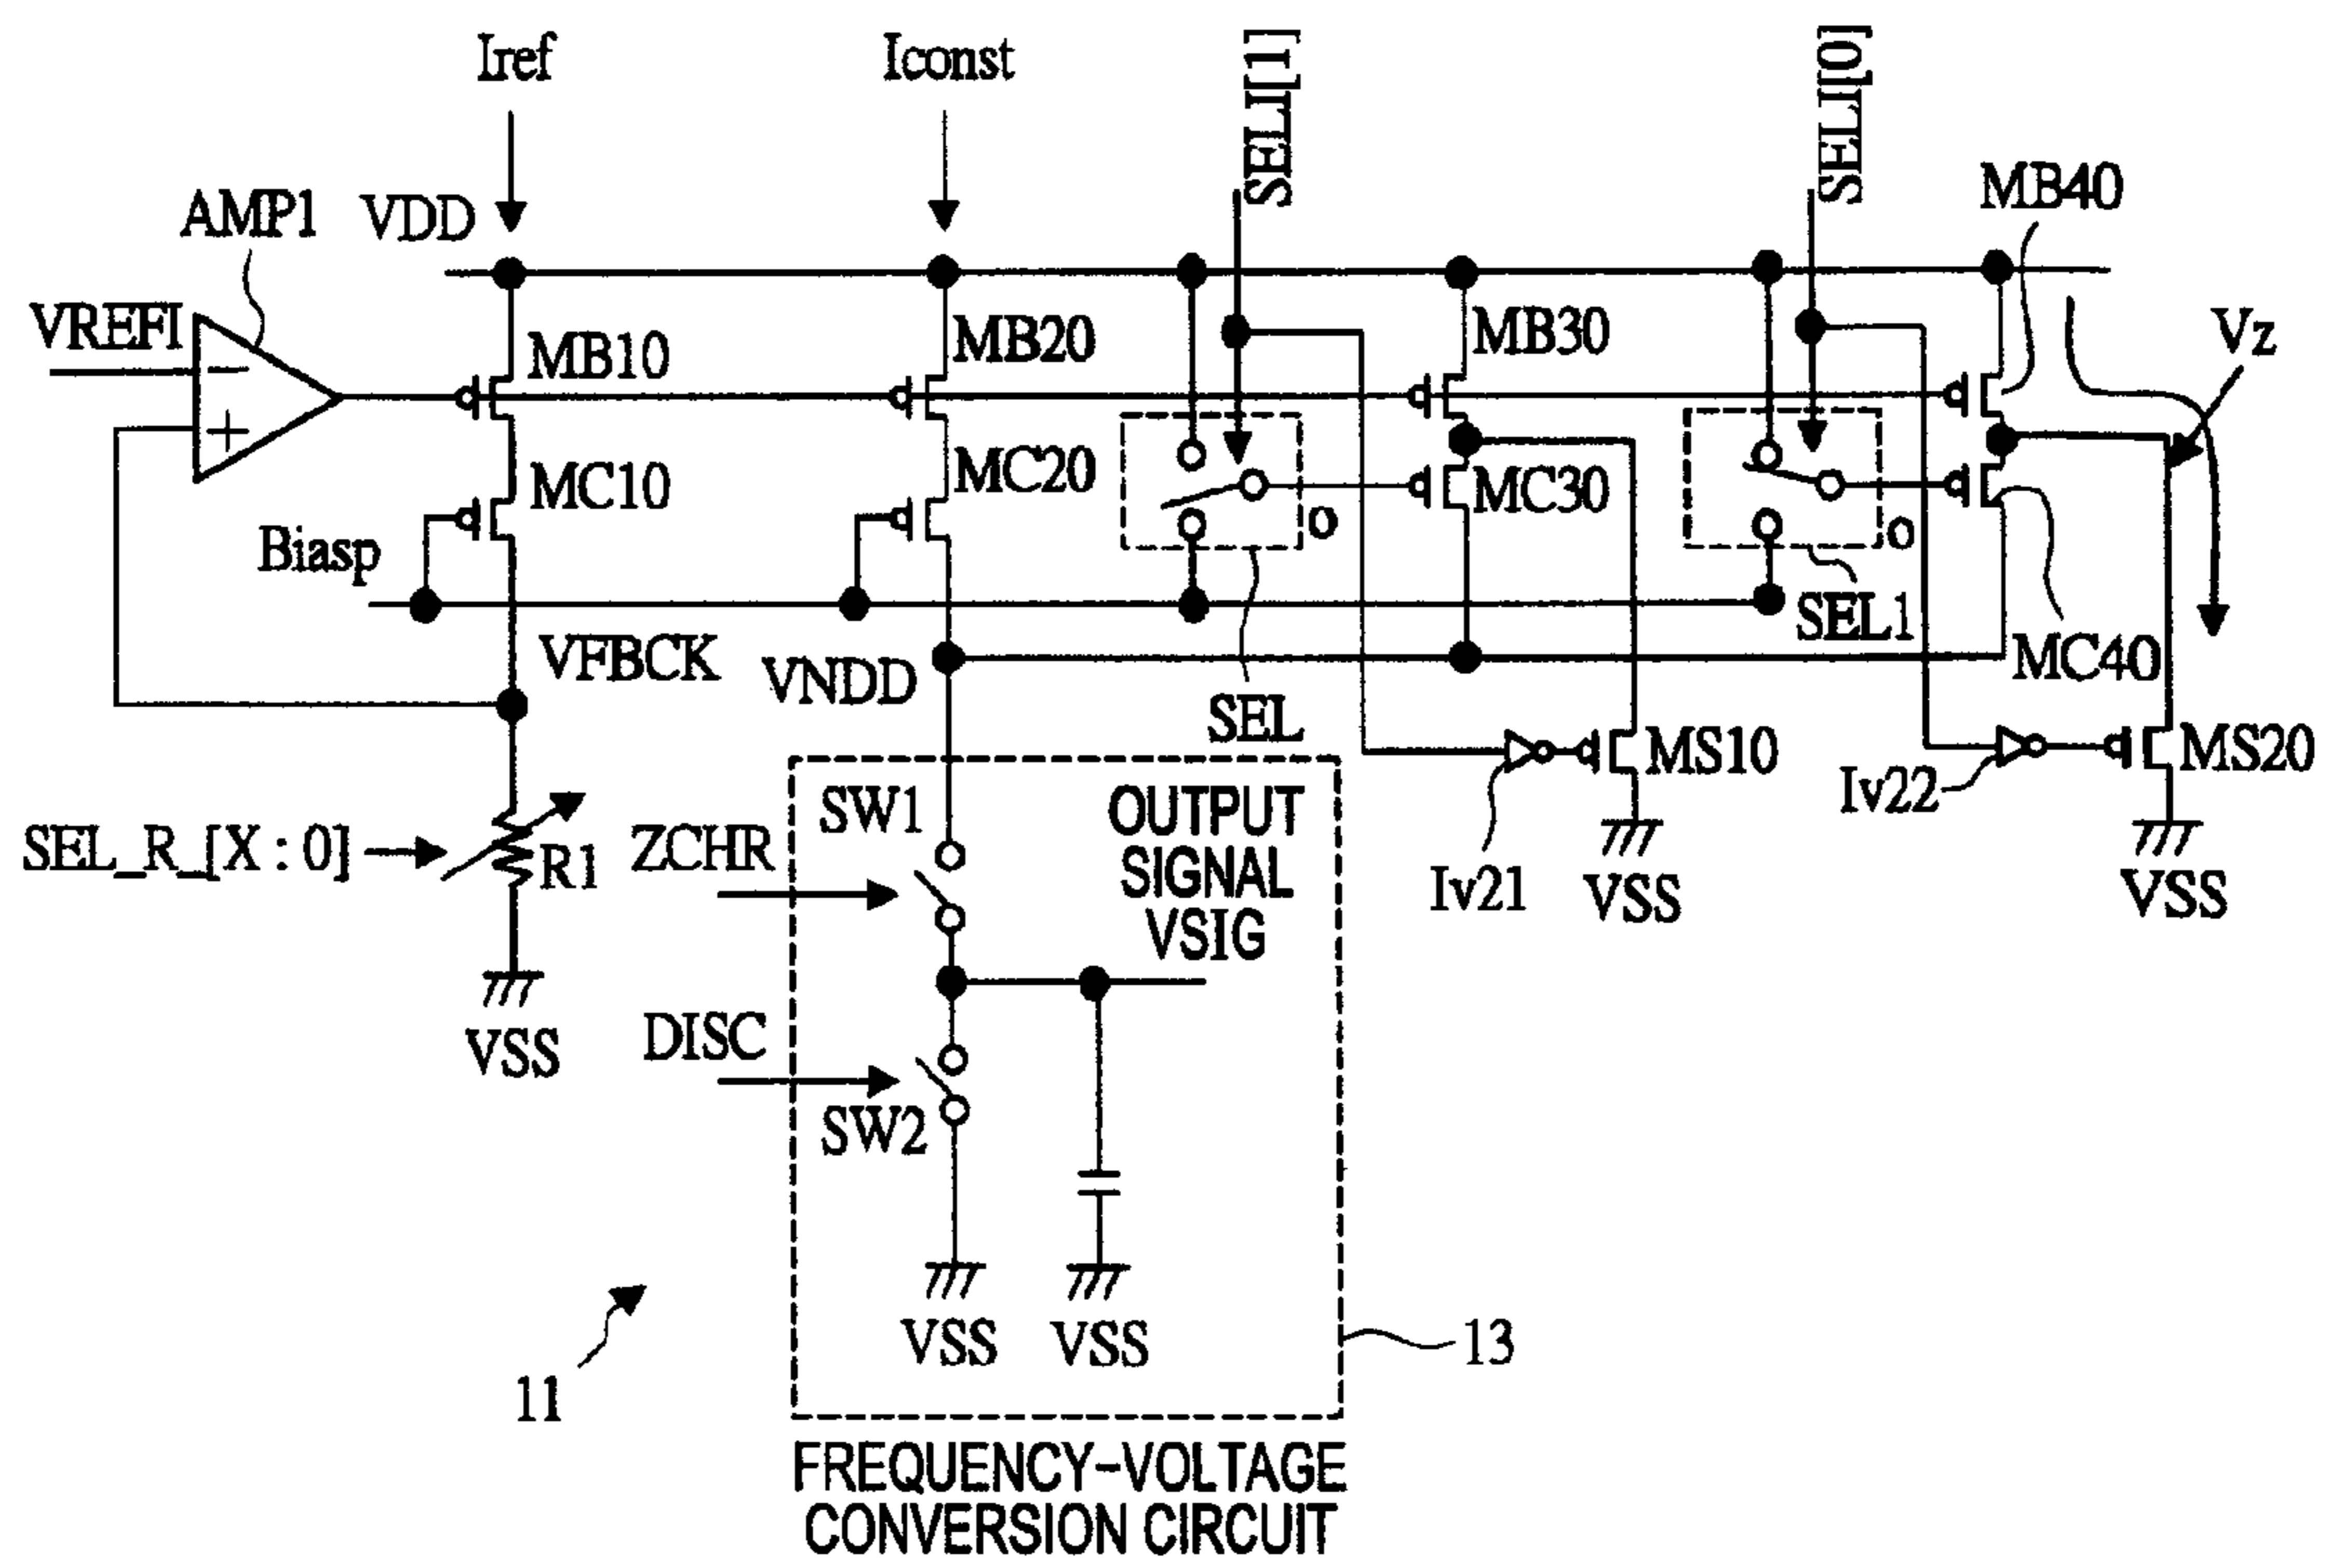 Iref
Iconst
SELI[1]
SELI[0]
MB40
AMP1
VDD
VREFI
MB10
MB20
MB30
Vz
−
+
MC10
MC20
MC30
O
O
Biasp
SEL1
VFBCK
VNDD
MC40
SEL
MS10
MS20
SW1
OUTPUT
SIGNAL
VSIG
ZCHR
Iv21
Iv22
SEL_R_[X : 0]
R1
VSS
VSS
VSS
DISC
SW2
VSS
VSS
13
11
FREQUENCY-VOLTAGE
CONVERSION CIRCUIT